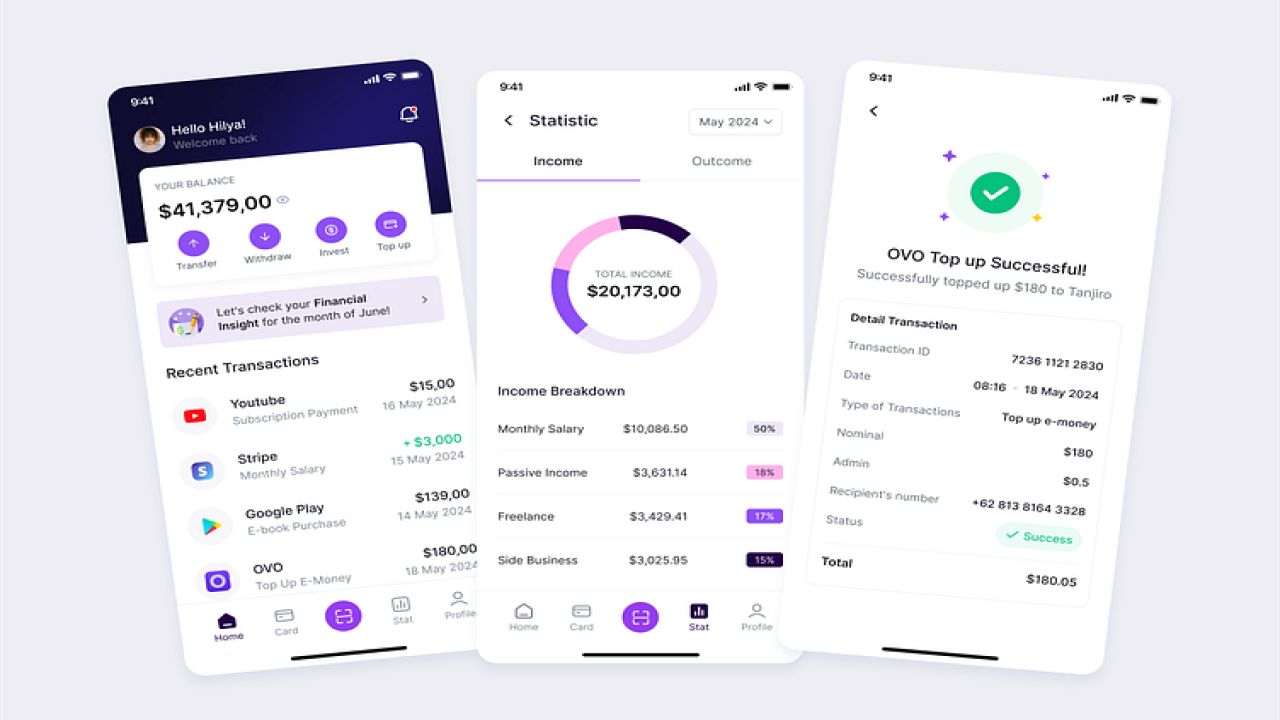 9:41
Hello Hilya!
Welcome back
YOUR BALANCE
$41,379,00
Transfer
Withdraw
Invest
Top up
Let's check your Financial
Insight for the month of June!
Recent Transactions
Youtube
$15,00
Subscription Payment
16 May 2024
Stripe
+ $3,000
Monthly Salary
15 May 2024
Google Play
$139,00
E-book Purchase
14 May 2024
OVO
$180,00
Top Up E-Money
18 May 2024
Home
Card
Stat
Profile
9:41
Statistic
May 2024
Income
Outcome
TOTAL INCOME
$20,173,00
Income Breakdown
Monthly Salary $10,086.50 50%
Passive Income $3,631.14 18%
Freelance $3,429.41 17%
Side Business $3,025.95 15%
Home
Card
Stat
Profile
9:41
OVO Top up Successful!
Successfully topped up $180 to Tanjiro
Detail Transaction
Transaction ID 7236 1121 2830
Date 08:16 • 18 May 2024
Type of Transactions Top up e-money
Nominal $180
Admin $0.5
Recipient's number +62 813 8164 3328
Status Success
Total $180.05